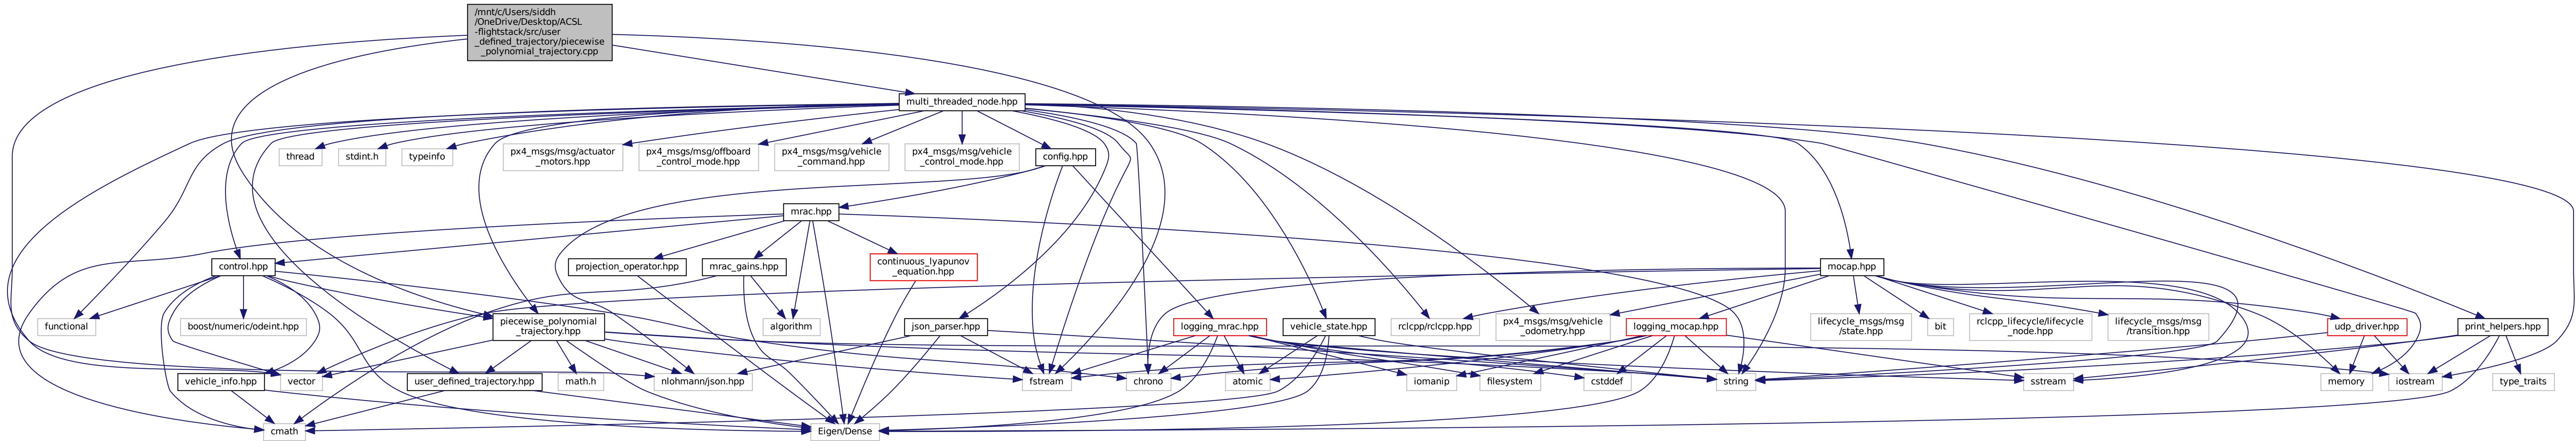 /mnt/c/Users/siddh
/OneDrive/Desktop/ACSL
-flightstack/src/user
_defined_trajectory/piecewise
_polynomial_trajectory.cpp
multi_threaded_node.hpp
thread
stdint.h
typeinfo
px4_msgs/msg/actuator
_motors.hpp
px4_msgs/msg/offboard
_control_mode.hpp
px4_msgs/msg/vehicle
_command.hpp
px4_msgs/msg/vehicle
_control_mode.hpp
config.hpp
mrac.hpp
control.hpp
projection_operator.hpp
mrac_gains.hpp
continuous_lyapunov
_equation.hpp
mocap.hpp
functional
boost/numeric/odeint.hpp
piecewise_polynomial
_trajectory.hpp
algorithm
json_parser.hpp
logging_mrac.hpp
vehicle_state.hpp
rclcpp/rclcpp.hpp
px4_msgs/msg/vehicle
_odometry.hpp
logging_mocap.hpp
lifecycle_msgs/msg
/state.hpp
bit
rclcpp_lifecycle/lifecycle
_node.hpp
lifecycle_msgs/msg
/transition.hpp
udp_driver.hpp
print_helpers.hpp
vehicle_info.hpp
vector
user_defined_trajectory.hpp
math.h
nlohmann/json.hpp
fstream
chrono
atomic
iomanip
filesystem
cstddef
string
sstream
memory
iostream
type_traits
cmath
Eigen/Dense